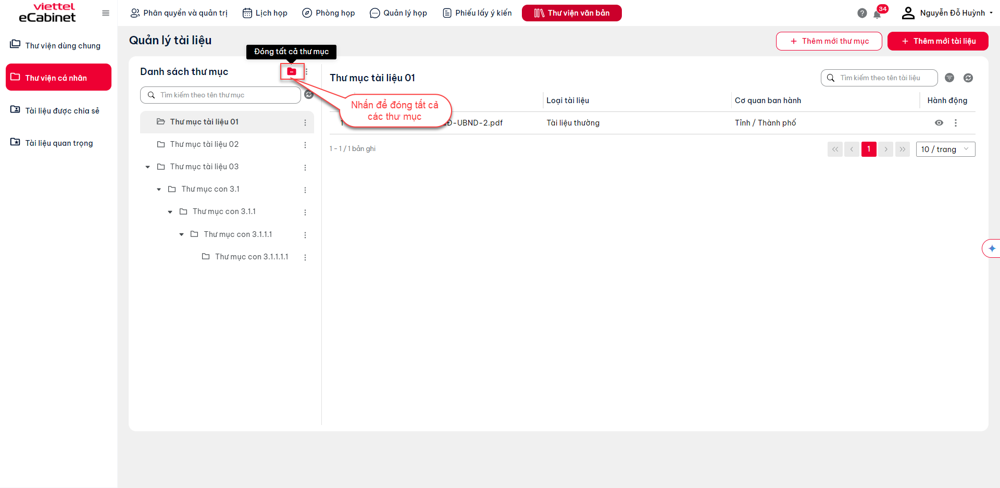 viettel
eCabinet
Phân quyền và quản trị
Lịch họp
Phòng họp
Quản lý họp
Phiếu lấy ý kiến
Thư viện văn bản
?
34
Nguyễn Đỗ Huỳnh
Thư viện dùng chung
Thư viện cá nhân
Tài liệu được chia sẻ
Tài liệu quan trọng
Quản lý tài liệu
Thêm mới thư mục
Thêm mới tài liệu
Đóng tất cả thư mục
Danh sách thư mục
Tìm kiếm theo tên thư mục
Thư mục tài liệu 01
Thư mục tài liệu 02
Thư mục tài liệu 03
Thư mục con 3.1
Thư mục con 3.1.1
Thư mục con 3.1.1.1
Thư mục con 3.1.1.1.1
Nhấn để đóng tất cả
các thư mục
Thư mục tài liệu 01
Tìm kiếm theo tên tài liệu
Loại tài liệu
Cơ quan ban hành
Hành động
1
Đ-UBND-2.pdf
Tài liệu thường
Tỉnh / Thành phố
1 - 1 / 1 bản ghi
1
10 / trang